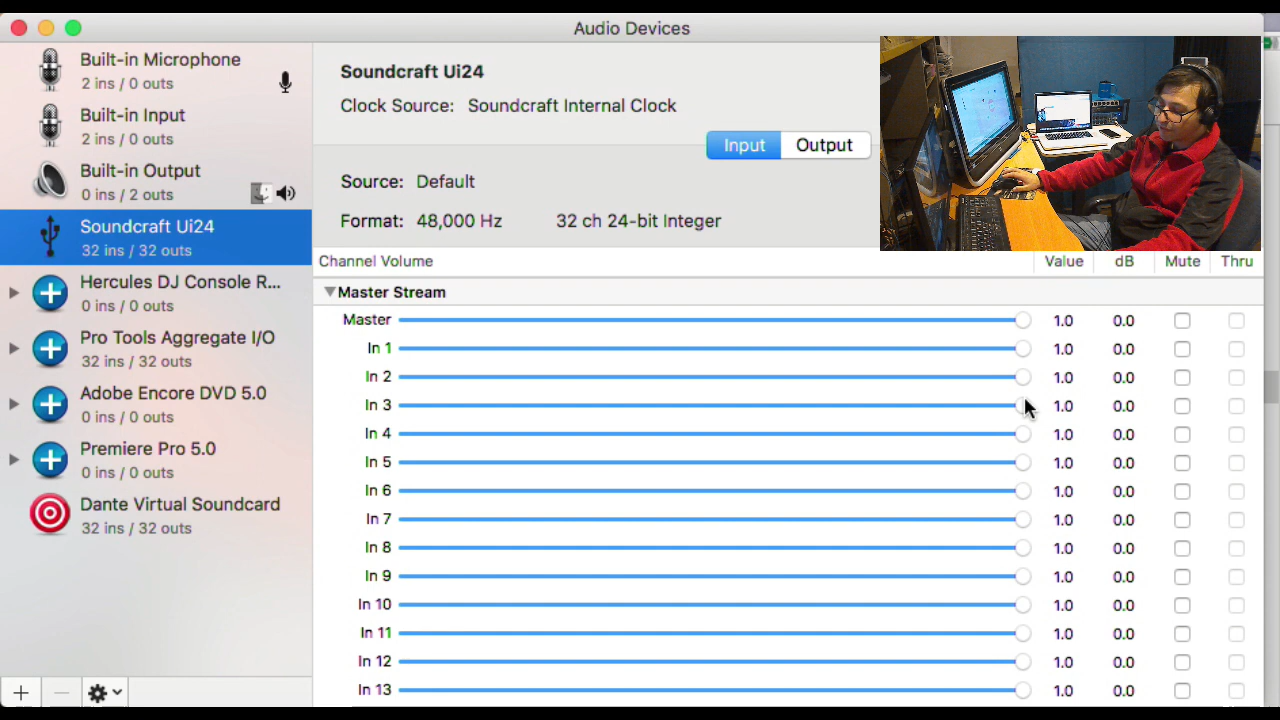 Audio Devices
Built-in Microphone
2 ins / 0 outs
Built-in Input
2 ins / 0 outs
Built-in Output
0 ins / 2 outs
Soundcraft Ui24
32 ins / 32 outs
Hercules DJ Console R...
0 ins / 0 outs
Pro Tools Aggregate I/O
32 ins / 32 outs
Adobe Encore DVD 5.0
0 ins / 0 outs
Premiere Pro 5.0
0 ins / 0 outs
Dante Virtual Soundcard
32 ins / 32 outs
Soundcraft Ui24
Clock Source: Soundcraft Internal Clock
Input Output
Source: Default
Format: 48,000 Hz 32 ch 24-bit Integer
Channel Volume Value dB Mute Thru
Master Stream
Master 1.0 0.0
In 1 1.0 0.0
In 2 1.0 0.0
In 3 1.0 0.0
In 4 1.0 0.0
In 5 1.0 0.0
In 6 1.0 0.0
In 7 1.0 0.0
In 8 1.0 0.0
In 9 1.0 0.0
In 10 1.0 0.0
In 11 1.0 0.0
In 12 1.0 0.0
In 13 1.0 0.0